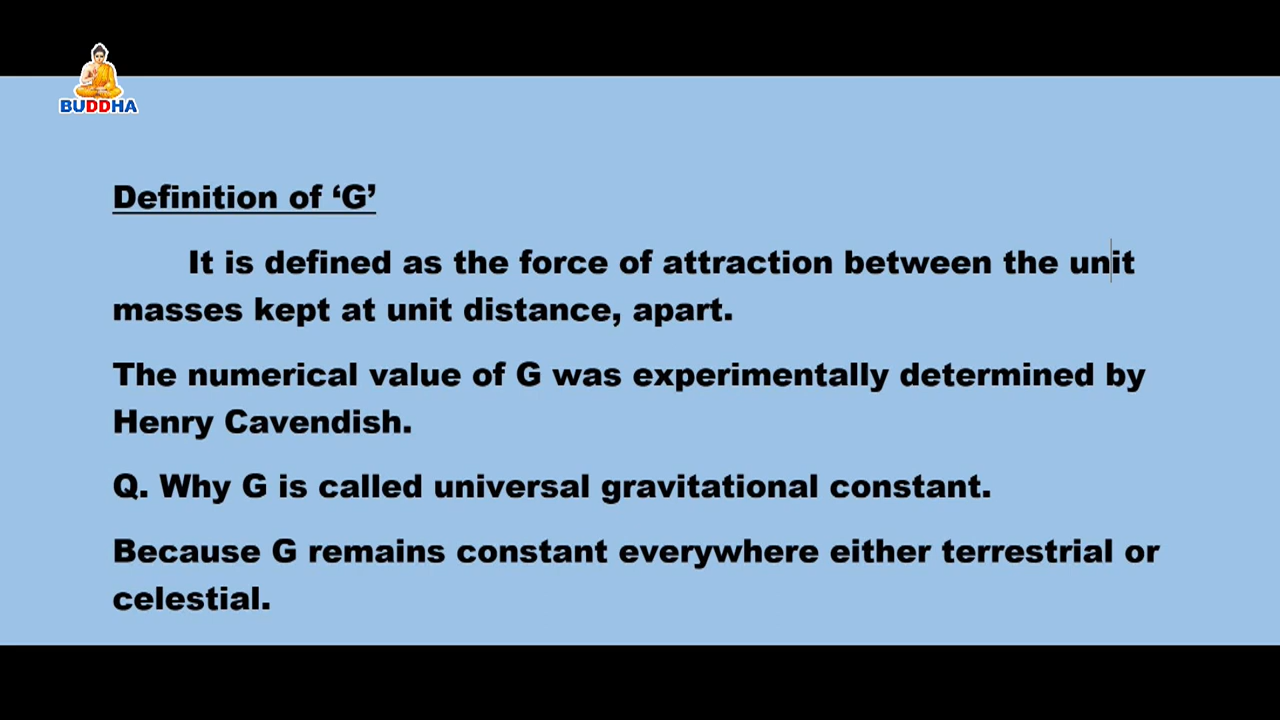 BUDDHA
Definition of ‘G’
It is defined as the force of attraction between the unit
masses kept at unit distance, apart.
The numerical value of G was experimentally determined by
Henry Cavendish.
Q. Why G is called universal gravitational constant.
Because G remains constant everywhere either terrestrial or
celestial.